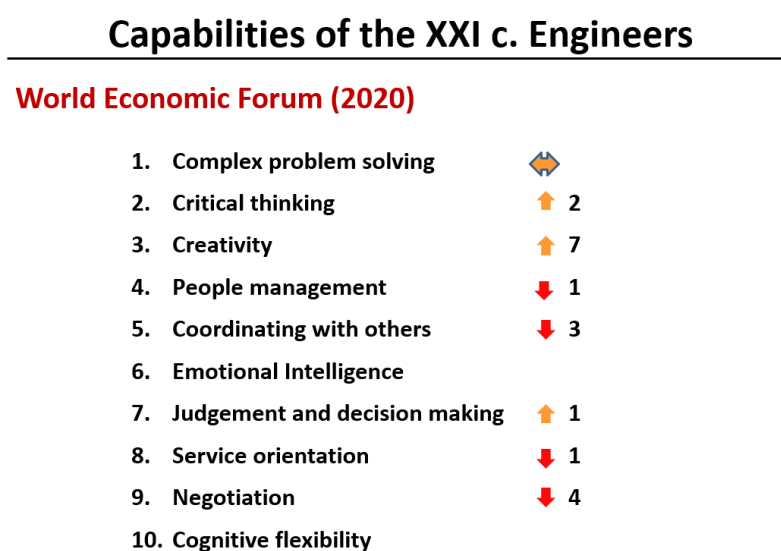 Capabilities of the XXI c. Engineers
World Economic Forum (2020)
1. Complex problem solving
2. Critical thinking 2
3. Creativity 7
4. People management 1
5. Coordinating with others 3
6. Emotional Intelligence
7. Judgement and decision making 1
8. Service orientation 1
9. Negotiation 4
10. Cognitive flexibility